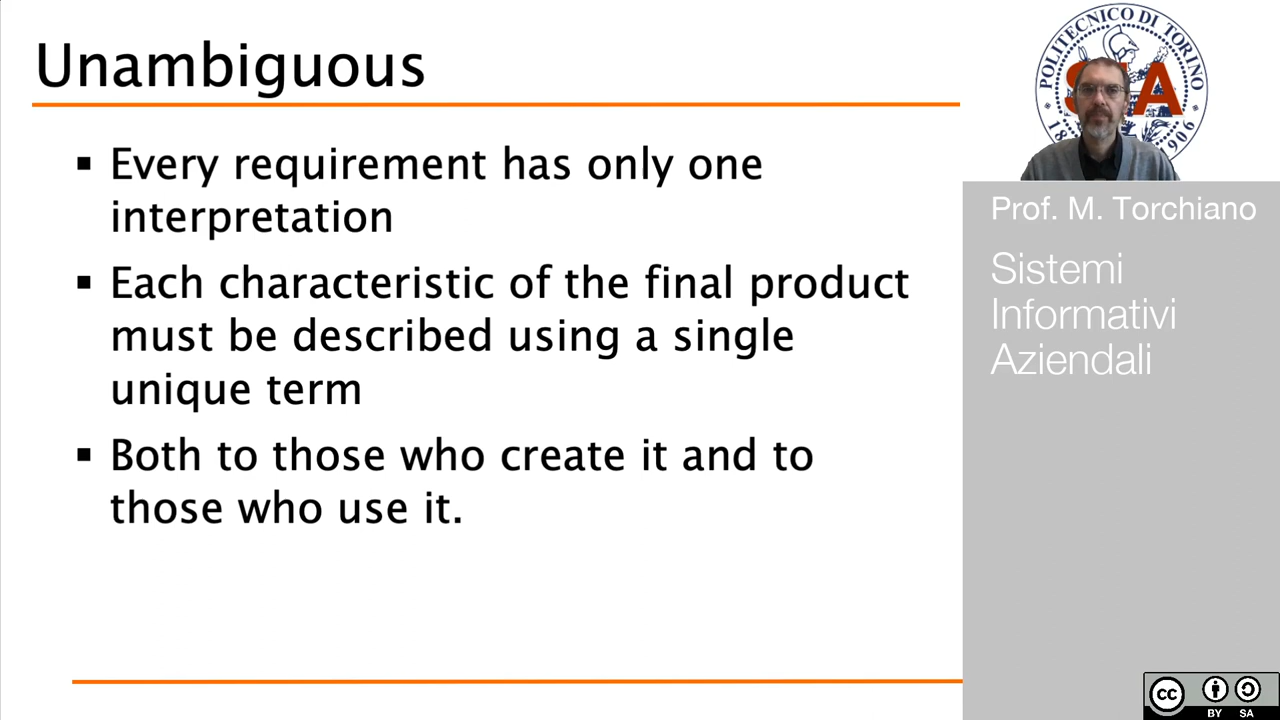 Unambiguous
▪ Every requirement has only one
interpretation
▪ Each characteristic of the final product
must be described using a single
unique term
▪ Both to those who create it and to
those who use it.
POLITECNICO DI TORINO
Prof. M. Torchiano
Sistemi
Informativi
Aziendali
cc
BY SA